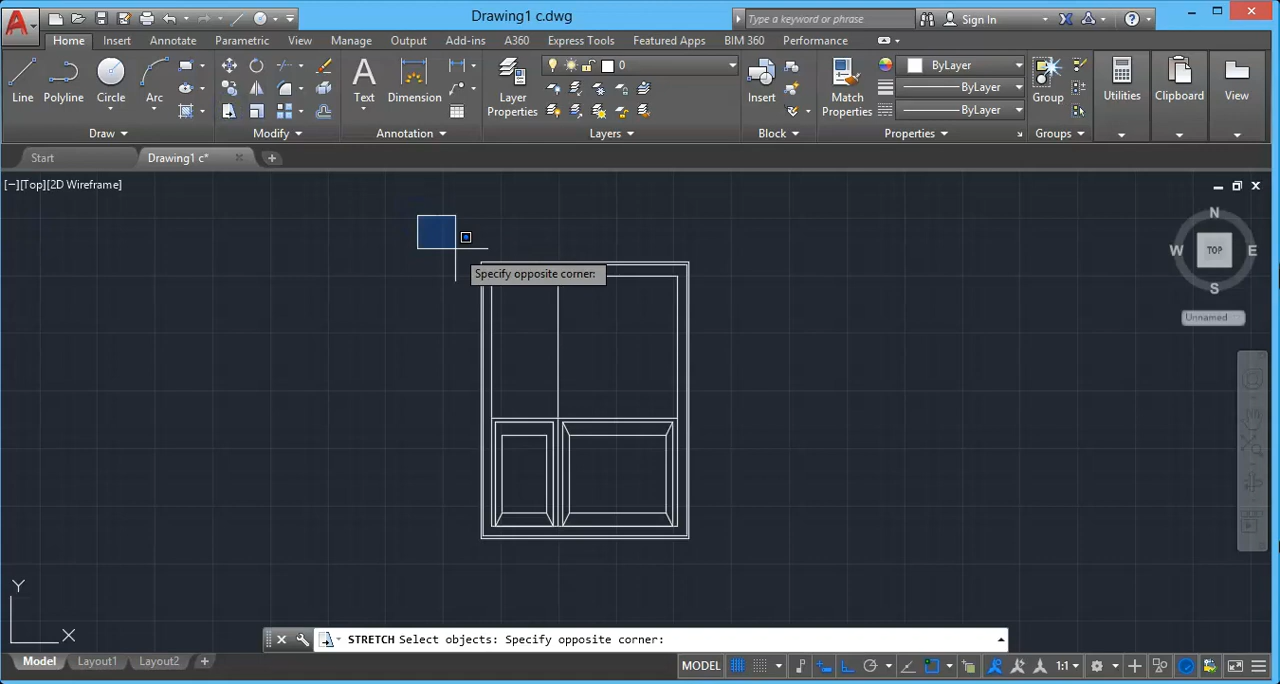 Drawing1 c.dwg
Type a keyword or phrase
Sign In
Home Insert Annotate Parametric View Manage Output Add-ins A360 Express Tools Featured Apps BIM 360 Performance
Line Polyline Circle Arc Text Dimension Layer Properties Insert Match Properties Group Utilities Clipboard View
0
ByLayer
ByLayer
ByLayer
Draw Modify Annotation Layers Block Properties Groups
Start Drawing1 c*
[−][Top][2D Wireframe]
N
W TOP E
S
Unnamed
Specify opposite corner:
Y
X
STRETCH Select objects: Specify opposite corner:
Model Layout1 Layout2 MODEL 1:1